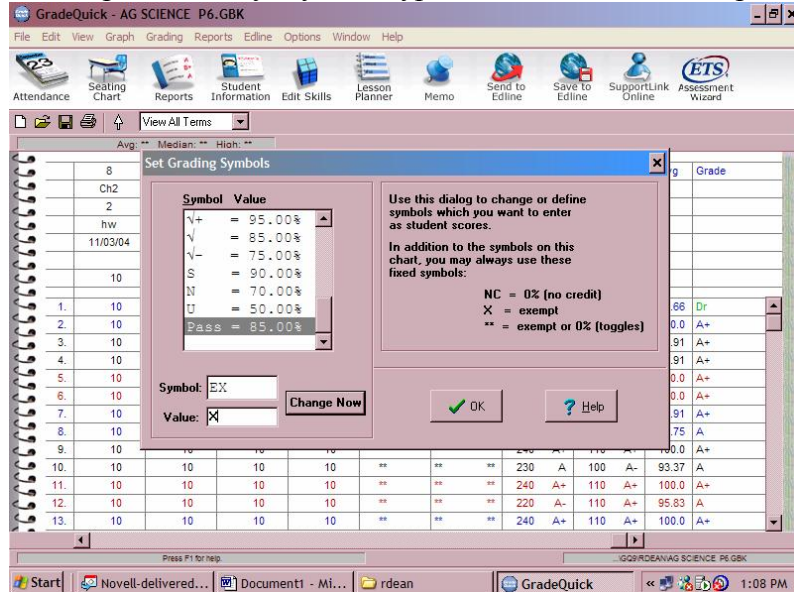 GradeQuick - AG SCIENCE P6.GBK
File Edit View Graph Grading Reports Edline Options Window Help
Attendance Seating Chart Reports Student Information Edit Skills Lesson Planner Memo Send to Edline Save to Edline SupportLink Online ETS Assessment Wizard
View All Terms
Avg: ** Median: ** High: **
Set Grading Symbols
8 Grade
Ch2
2
hw
11/03/04
10
Symbol Value
√+ = 95.00%
√ = 85.00%
√- = 75.00%
S = 90.00%
N = 70.00%
U = 50.00%
Pass = 85.00%
Symbol: EX
Value: X
Change Now
Use this dialog to change or define
symbols which you want to enter
as student scores.
In addition to the symbols on this
chart, you may always use these
fixed symbols:
NC = 0% (no credit)
X = exempt
** = exempt or 0% (toggles)
OK
? Help
1. 10 .66 Dr
2. 10 0.0 A+
3. 10 .91 A+
4. 10 .91 A+
5. 10 0.0 A+
6. 10 0.0 A+
7. 10 .91 A+
8. 10 .75 A
9. 10 A+
10. 10 10 10 10 ** ** ** 230 A 100 A- 93.37 A
11. 10 10 10 10 ** ** ** 240 A+ 110 A+ 100.0 A+
12. 10 10 10 10 ** ** ** 220 A- 110 A+ 95.83 A
13. 10 10 10 10 ** ** ** 240 A+ 110 A+ 100.0 A+
Press F1 for help.
...\GQ9\RDEAN\AG SCIENCE P6.GBK
Start Novell-delivered... Document1 - Mi... rdean GradeQuick « 1:08 PM